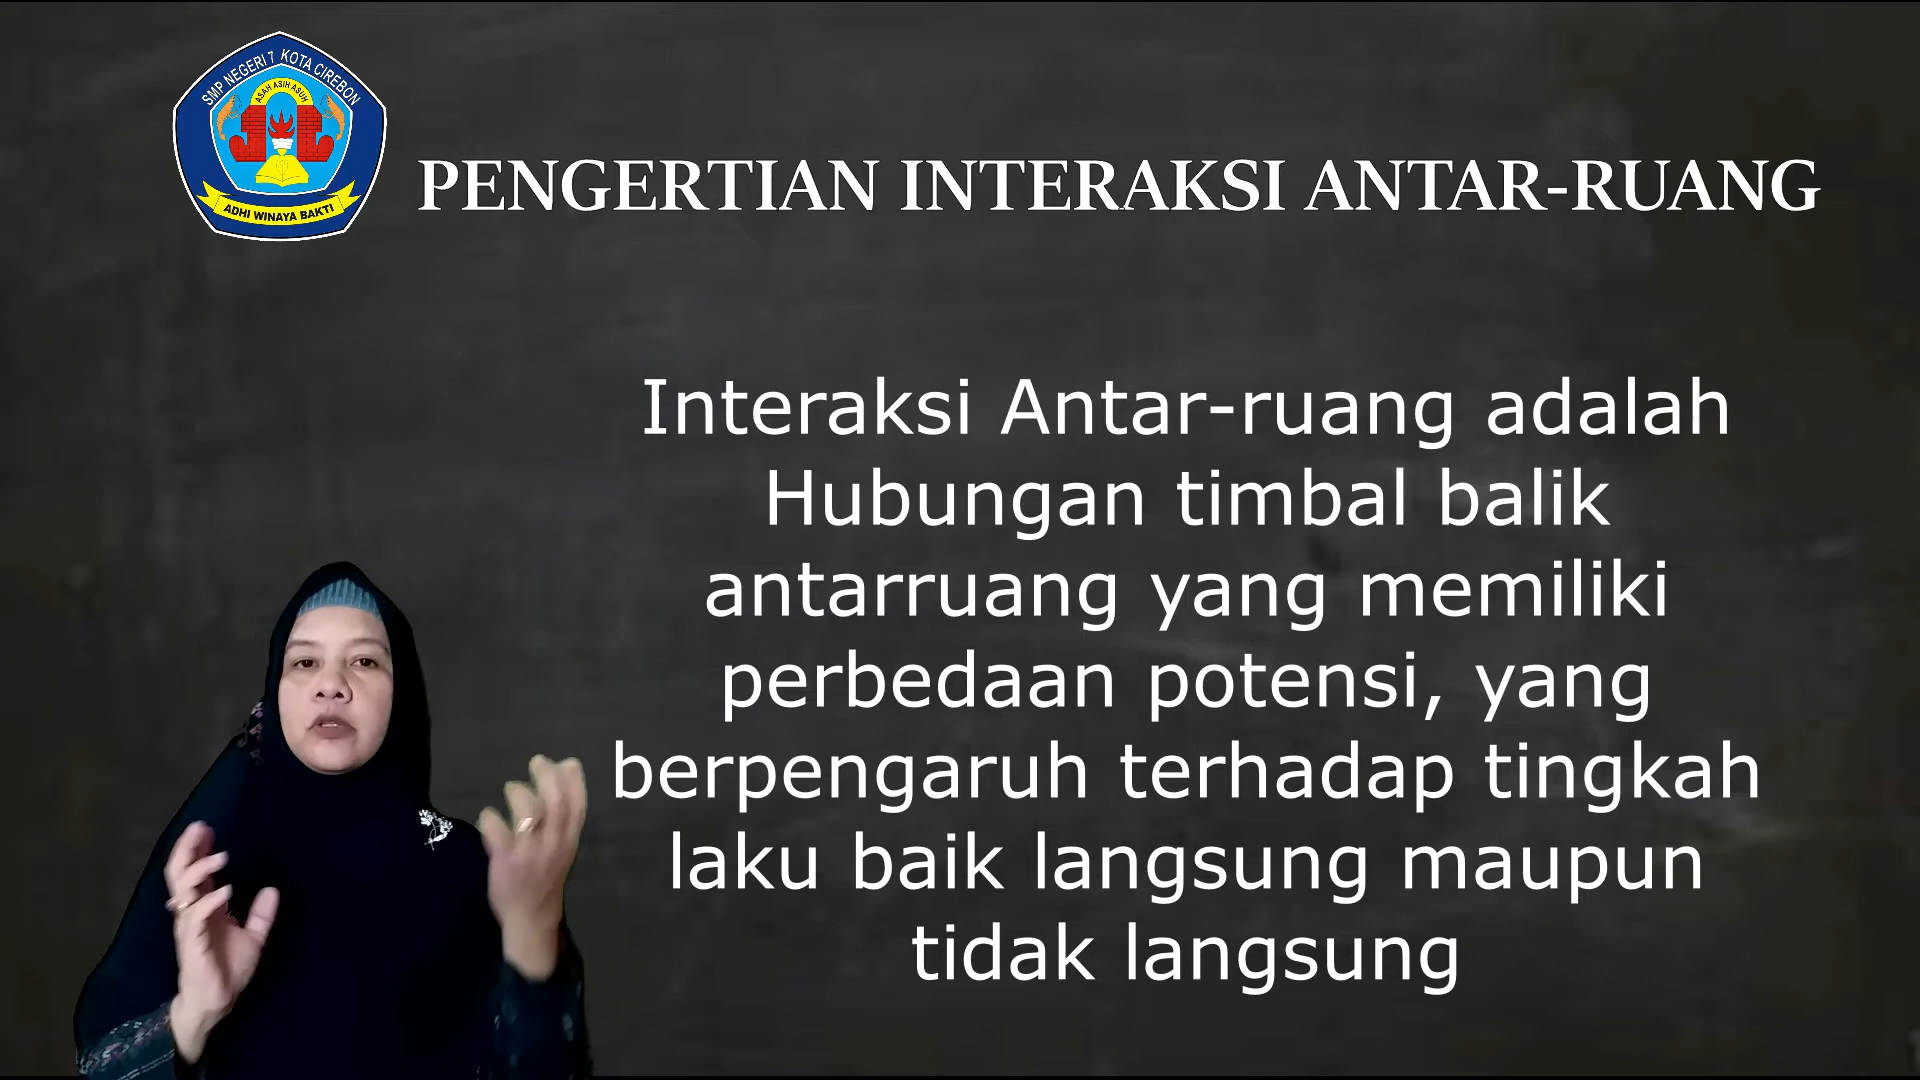 SMP NEGERI 7 KOTA CIREBON
ASAH ASIH ASUH
ADHI WINAYA BAKTI
PENGERTIAN INTERAKSI ANTAR-RUANG
Interaksi Antar-ruang adalah
Hubungan timbal balik
antarruang yang memiliki
perbedaan potensi, yang
berpengaruh terhadap tingkah
laku baik langsung maupun
tidak langsung